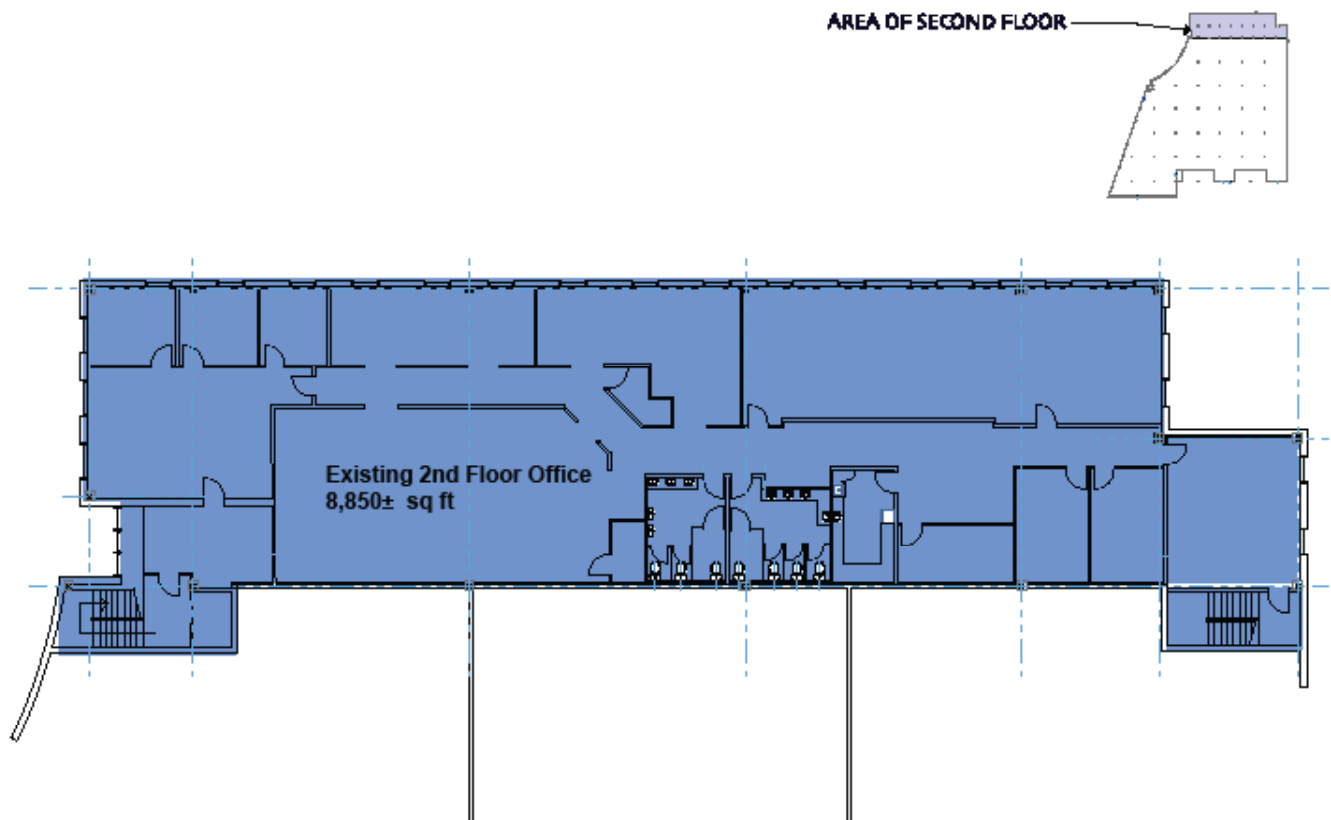 AREA OF SECOND FLOOR
Existing 2nd Floor Office
8,850± sq ft